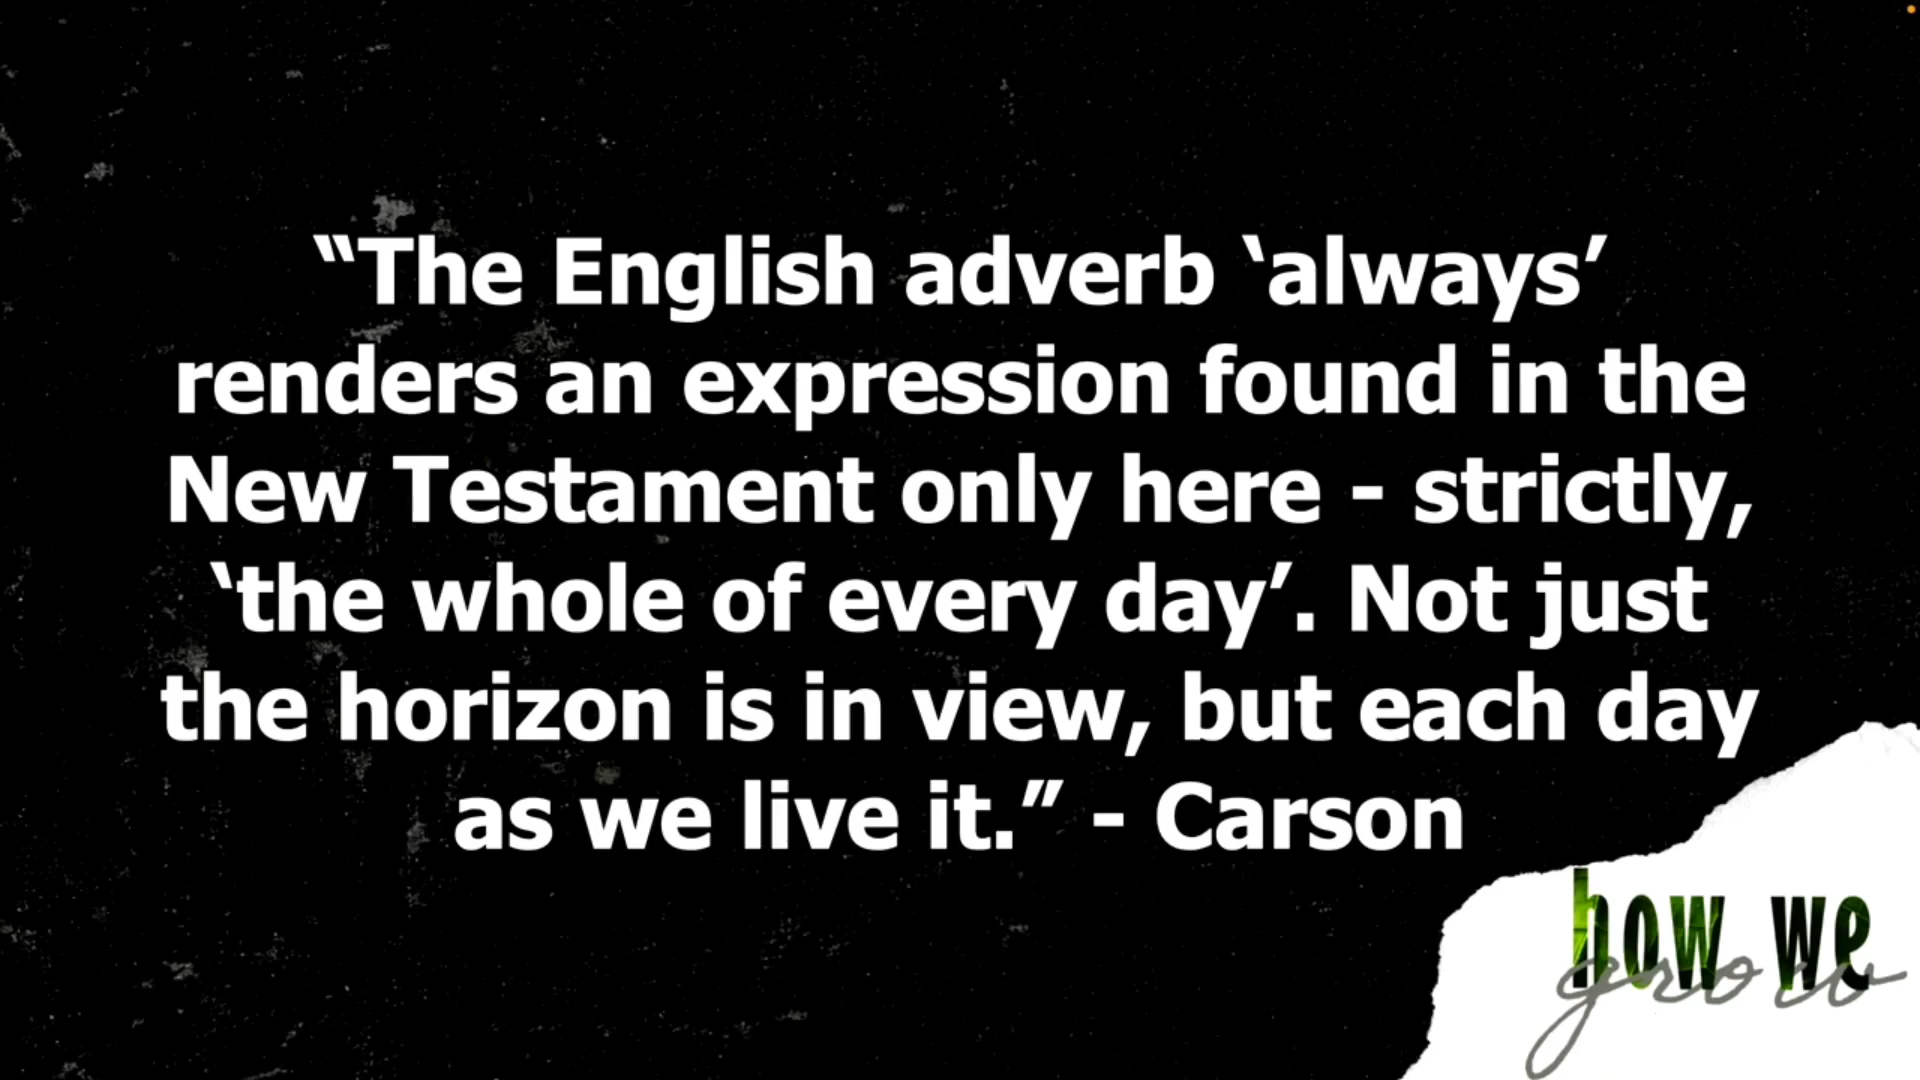 “The English adverb ‘always’
renders an expression found in the
New Testament only here - strictly,
‘the whole of every day’. Not just
the horizon is in view, but each day
as we live it.” - Carson
how we
grow